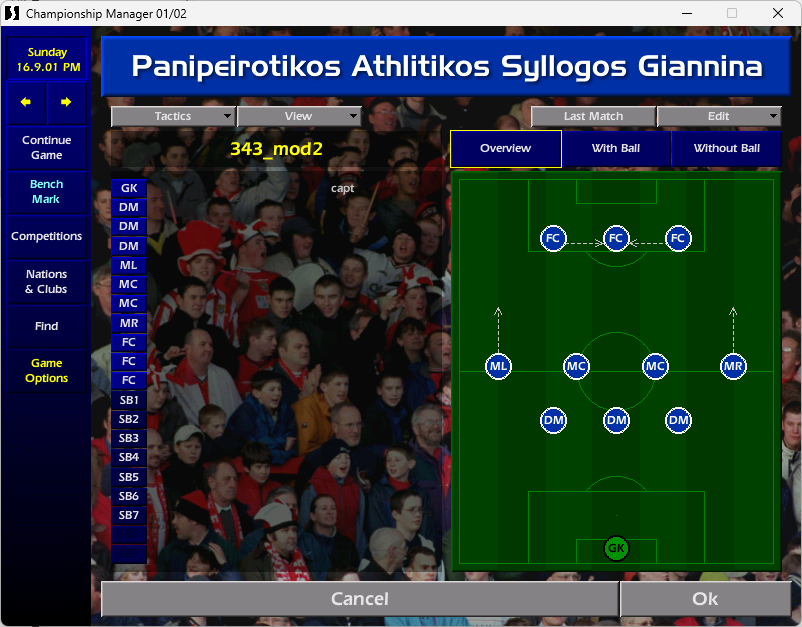 Championship Manager 01/02
Sunday
16.9.01 PM
Continue
Game
Bench
Mark
Competitions
Nations
& Clubs
Find
Game
Options
Panipeirotikos Athlitikos Syllogos Giannina
Tactics
View
Last Match
Edit
343_mod2
Overview
With Ball
Without Ball
GK
capt
DM
DM
DM
ML
MC
MC
MR
FC
FC
FC
SB1
SB2
SB3
SB4
SB5
SB6
SB7
FC FC FC
ML MC MC MR
DM DM DM
GK
Cancel
Ok